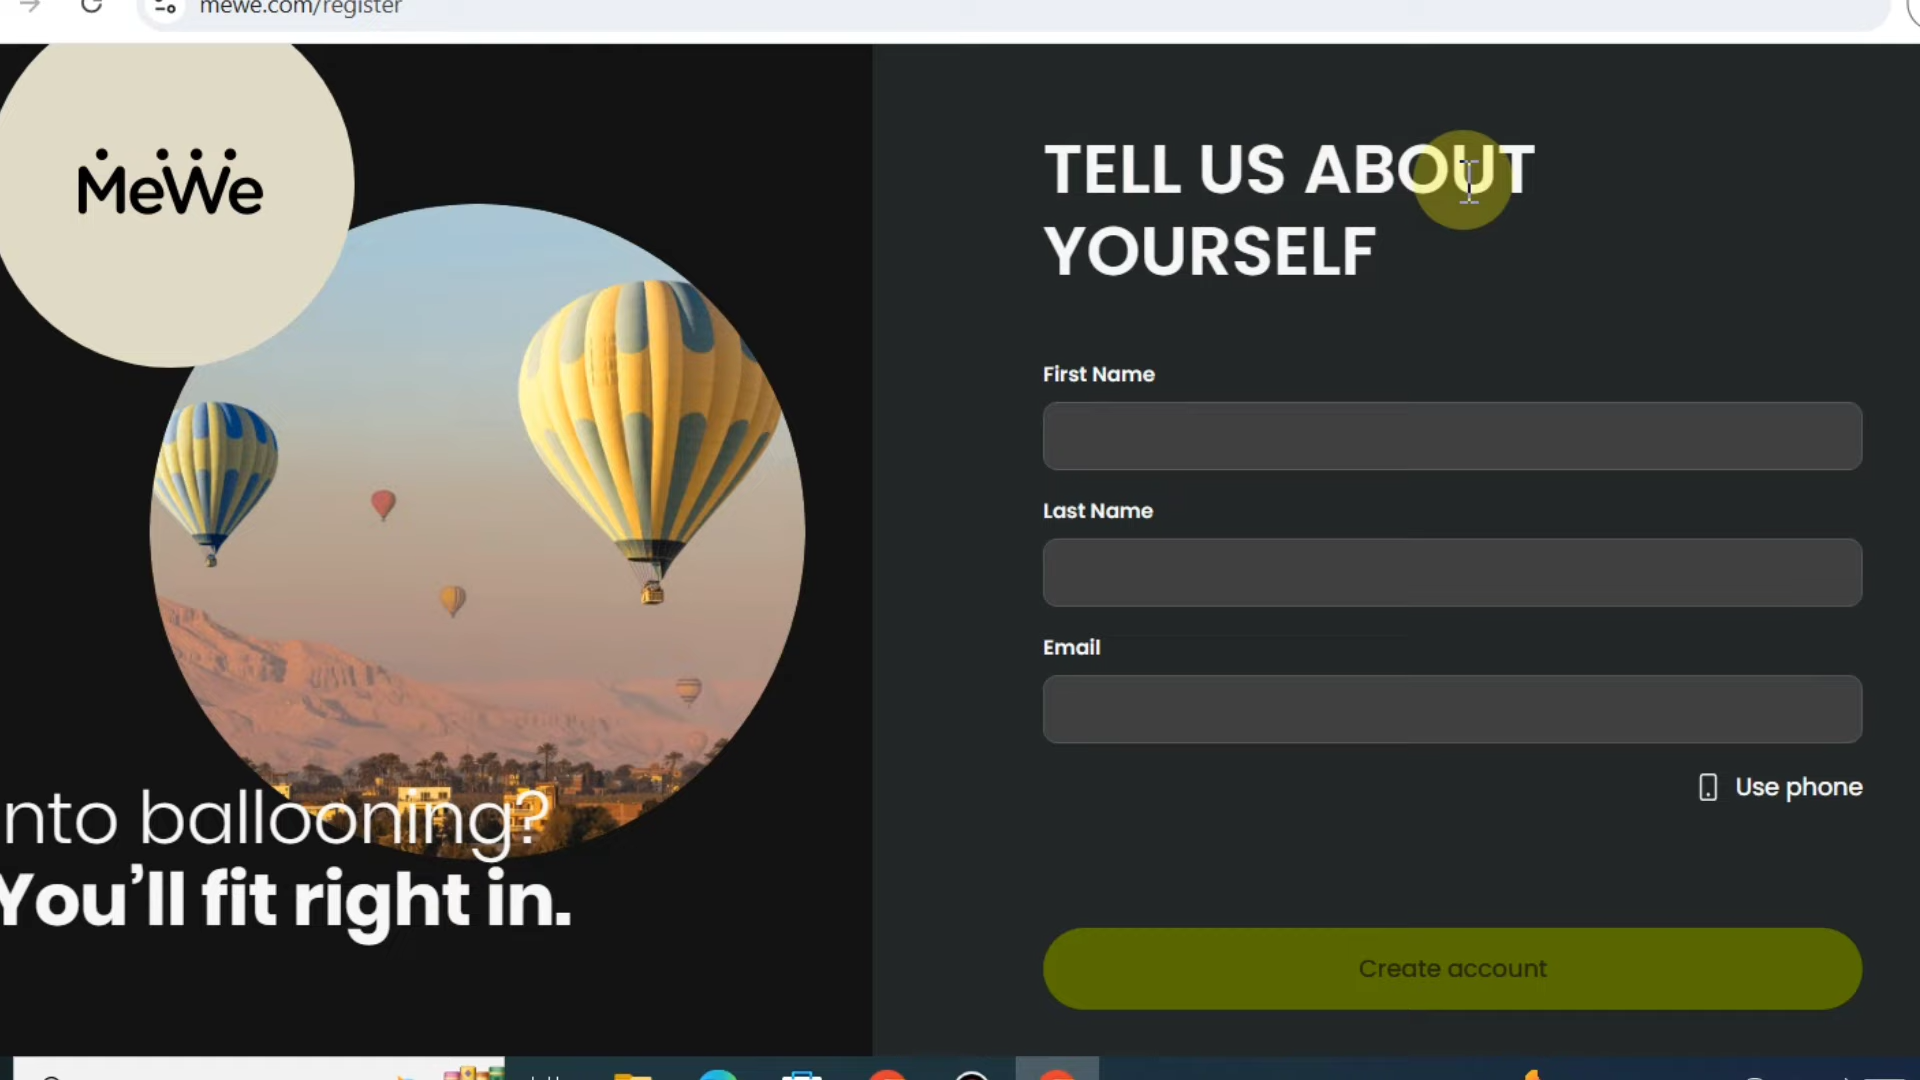 mewe.com/register
MeWe
TELL US ABOUT
YOURSELF
First Name
Last Name
Email
Use phone
Create account
nto ballooning?
You'll fit right in.